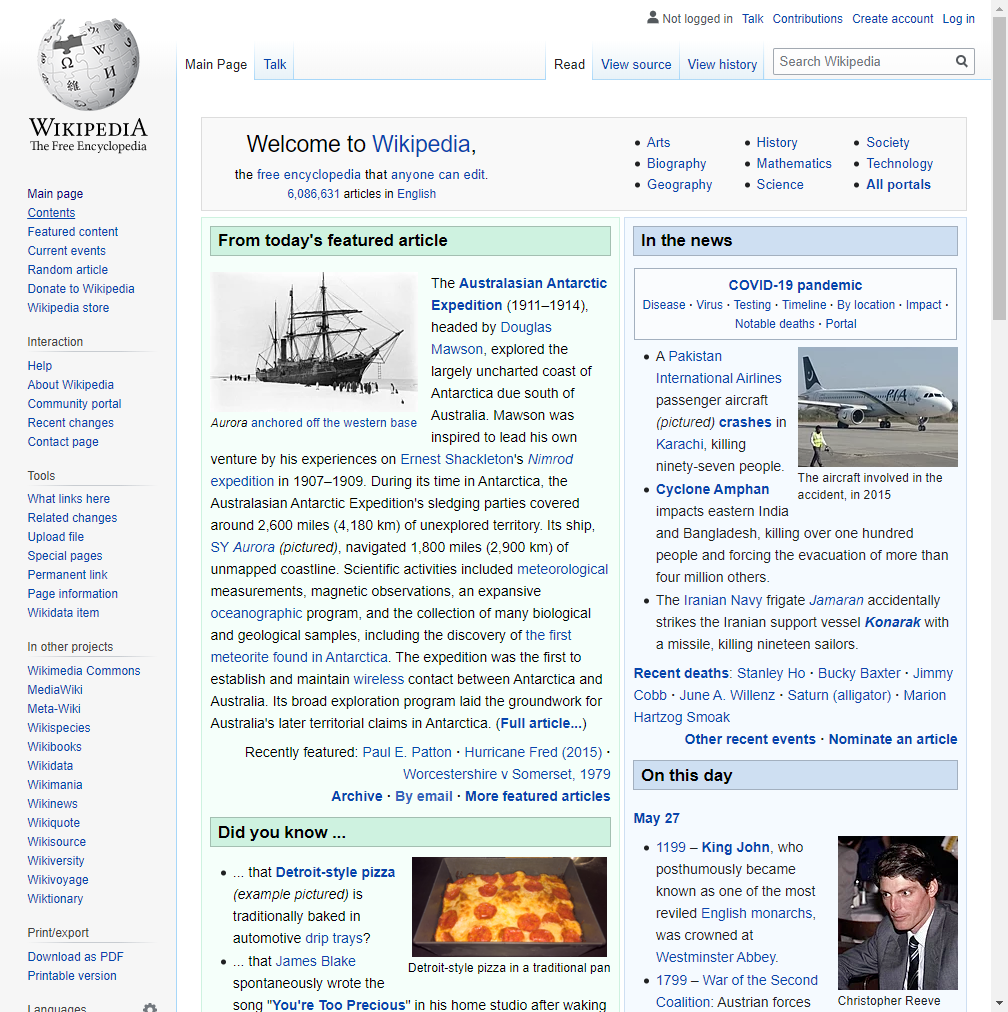 Not logged in Talk Contributions Create account Log in
Main Page Talk Read View source View history Search Wikipedia
WIKIPEDIA
The Free Encyclopedia
Main page
Contents
Featured content
Current events
Random article
Donate to Wikipedia
Wikipedia store
Interaction
Help
About Wikipedia
Community portal
Recent changes
Contact page
Tools
What links here
Related changes
Upload file
Special pages
Permanent link
Page information
Wikidata item
In other projects
Wikimedia Commons
MediaWiki
Meta-Wiki
Wikispecies
Wikibooks
Wikidata
Wikimania
Wikinews
Wikiquote
Wikisource
Wikiversity
Wikivoyage
Wiktionary
Print/export
Download as PDF
Printable version
Languages
Welcome to Wikipedia,
the free encyclopedia that anyone can edit.
6,086,631 articles in English
• Arts
• Biography
• Geography
• History
• Mathematics
• Science
• Society
• Technology
• All portals
From today's featured article
Aurora anchored off the western base
The Australasian Antarctic
Expedition (1911–1914),
headed by Douglas
Mawson, explored the
largely uncharted coast of
Antarctica due south of
Australia. Mawson was
inspired to lead his own
venture by his experiences on Ernest Shackleton's Nimrod
expedition in 1907–1909. During its time in Antarctica, the
Australasian Antarctic Expedition's sledging parties covered
around 2,600 miles (4,180 km) of unexplored territory. Its ship,
SY Aurora (pictured), navigated 1,800 miles (2,900 km) of
unmapped coastline. Scientific activities included meteorological
measurements, magnetic observations, an expansive
oceanographic program, and the collection of many biological
and geological samples, including the discovery of the first
meteorite found in Antarctica. The expedition was the first to
establish and maintain wireless contact between Antarctica and
Australia. Its broad exploration program laid the groundwork for
Australia's later territorial claims in Antarctica. (Full article...)
Recently featured: Paul E. Patton · Hurricane Fred (2015) ·
Worcestershire v Somerset, 1979
Archive · By email · More featured articles
Did you know ...
• ... that Detroit-style pizza
(example pictured) is
traditionally baked in
automotive drip trays?
• ... that James Blake
spontaneously wrote the
song "You're Too Precious" in his home studio after waking
Detroit-style pizza in a traditional pan
In the news
COVID-19 pandemic
Disease · Virus · Testing · Timeline · By location · Impact ·
Notable deaths · Portal
• A Pakistan
International Airlines
passenger aircraft
(pictured) crashes in
Karachi, killing
ninety-seven people.
PIA
The aircraft involved in the
accident, in 2015
• Cyclone Amphan
impacts eastern India
and Bangladesh, killing over one hundred
people and forcing the evacuation of more than
four million others.
• The Iranian Navy frigate Jamaran accidentally
strikes the Iranian support vessel Konarak with
a missile, killing nineteen sailors.
Recent deaths: Stanley Ho · Bucky Baxter · Jimmy
Cobb · June A. Willenz · Saturn (alligator) · Marion
Hartzog Smoak
Other recent events · Nominate an article
On this day
May 27
• 1199 – King John, who
posthumously became
known as one of the most
reviled English monarchs,
was crowned at
Westminster Abbey.
• 1799 – War of the Second
Coalition: Austrian forces
Christopher Reeve